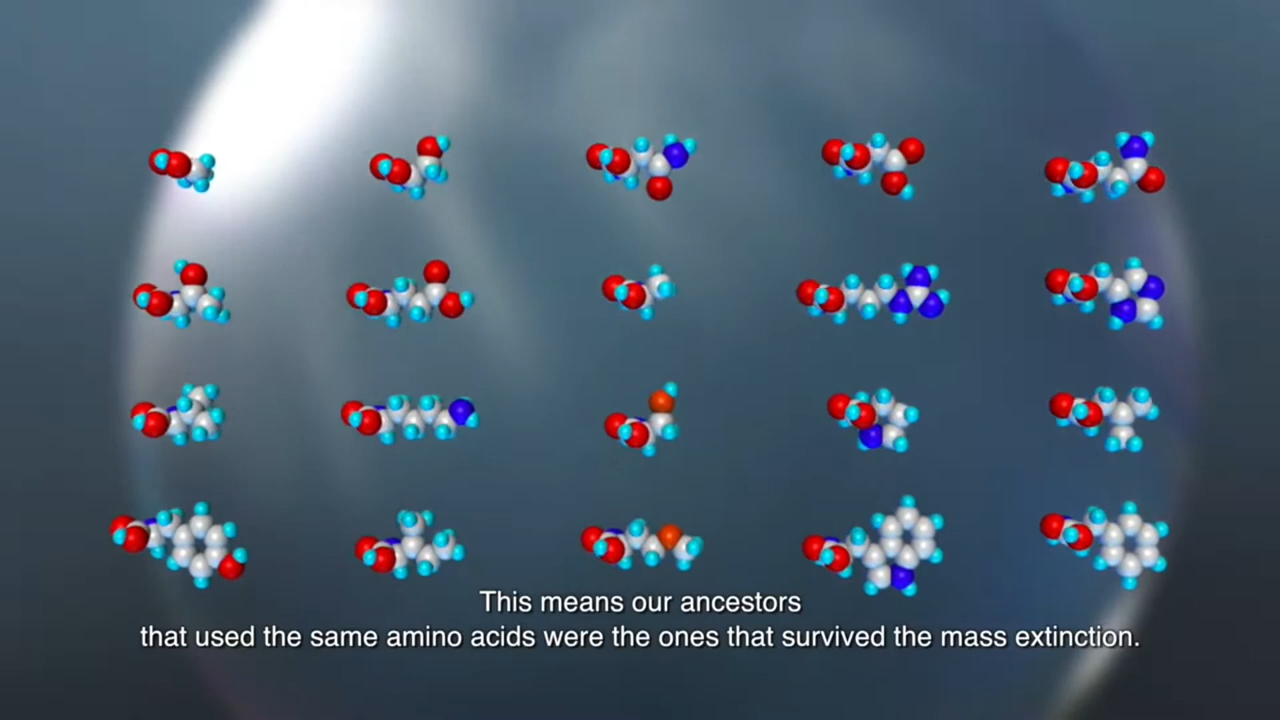 This means our ancestors
that used the same amino acids were the ones that survived the mass extinction.